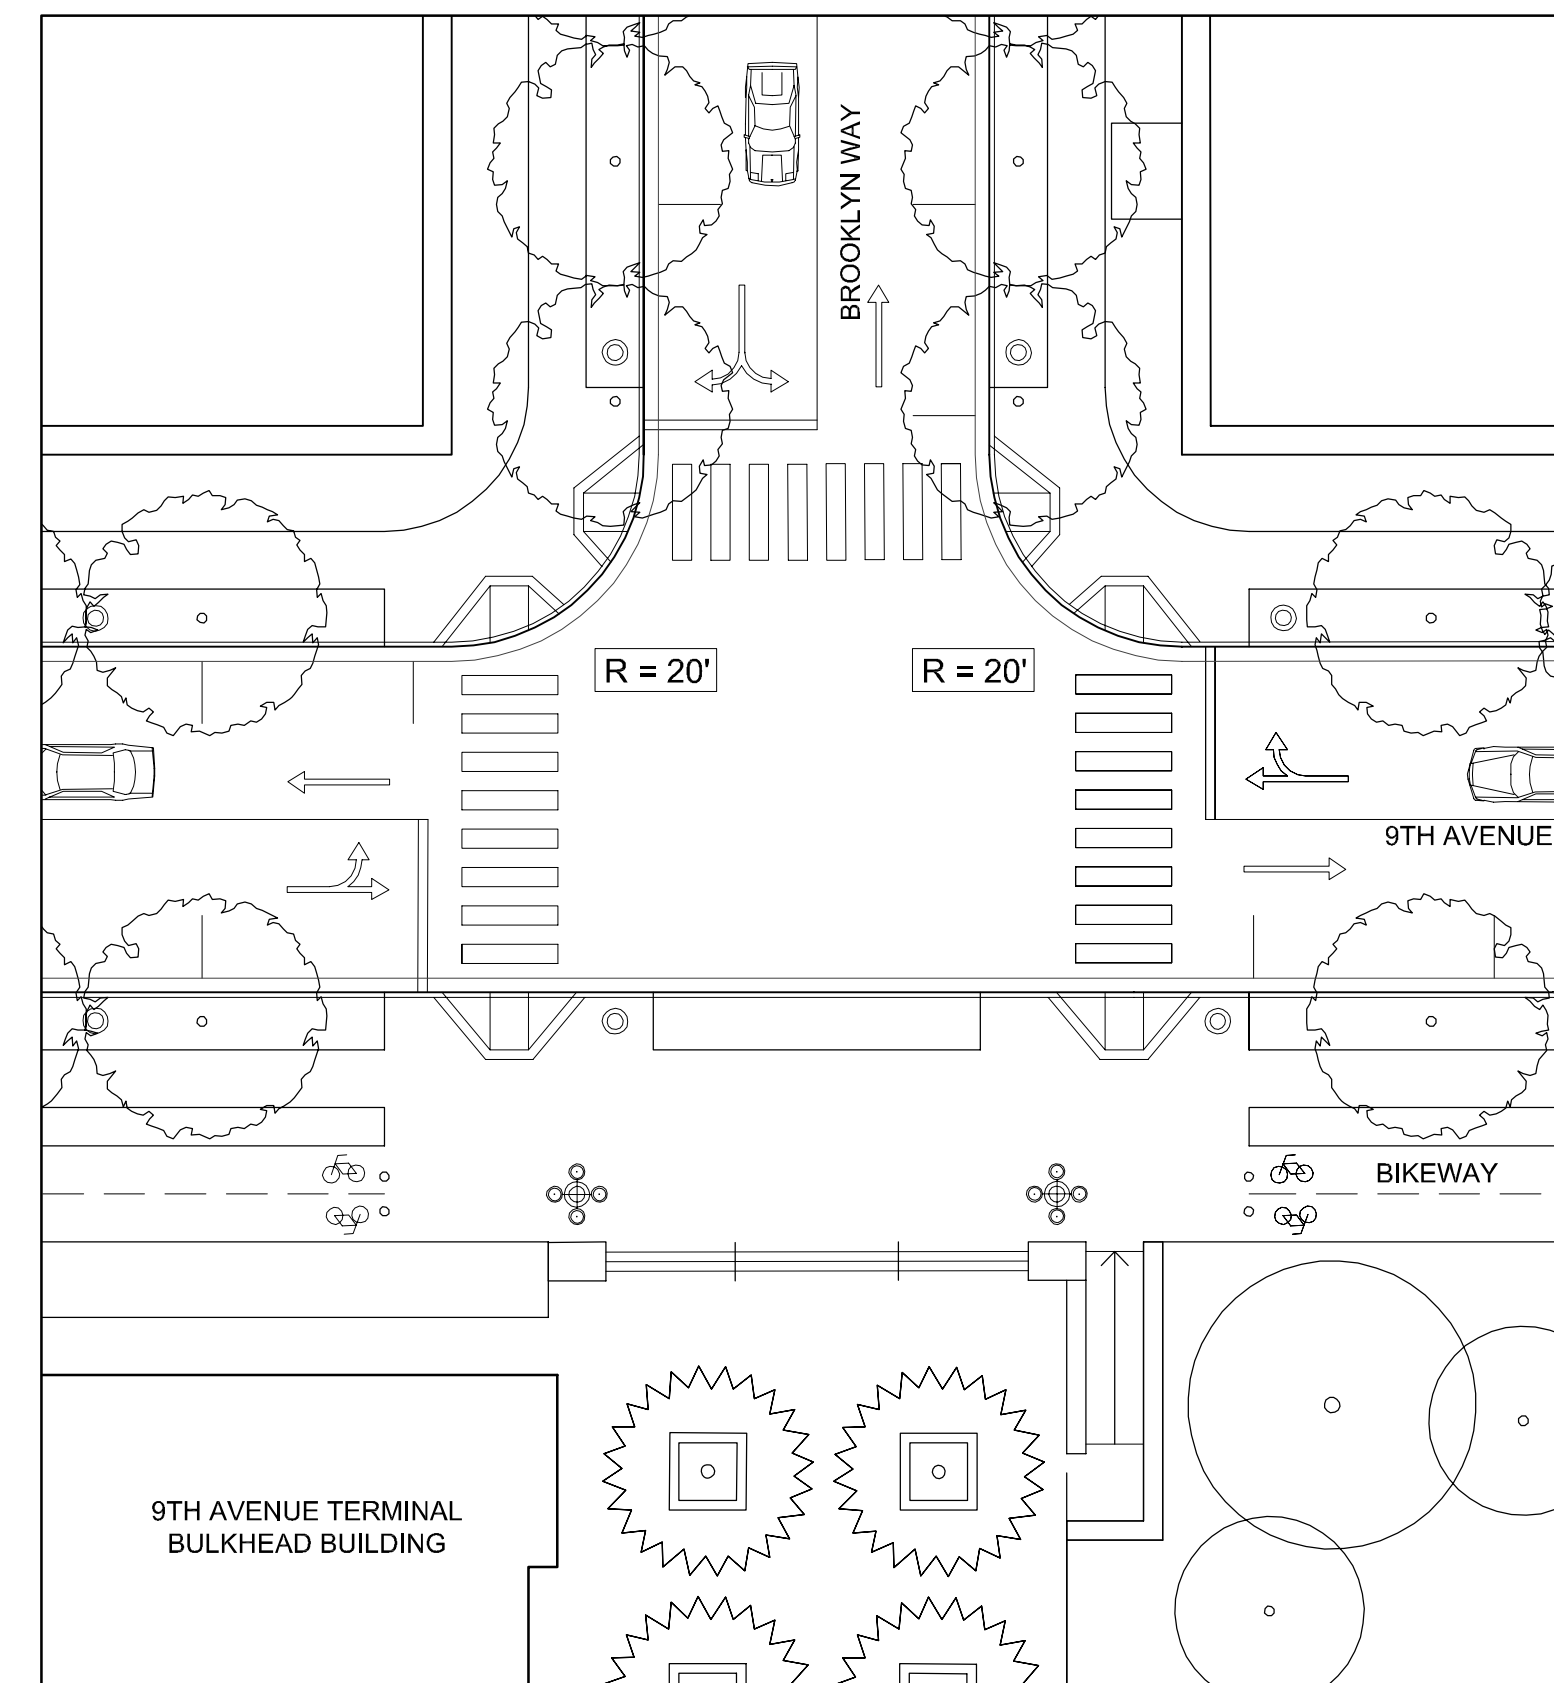 BROOKLYN WAY
R = 20'
R = 20'
9TH AVENUE
BIKEWAY
9TH AVENUE TERMINAL
BULKHEAD BUILDING